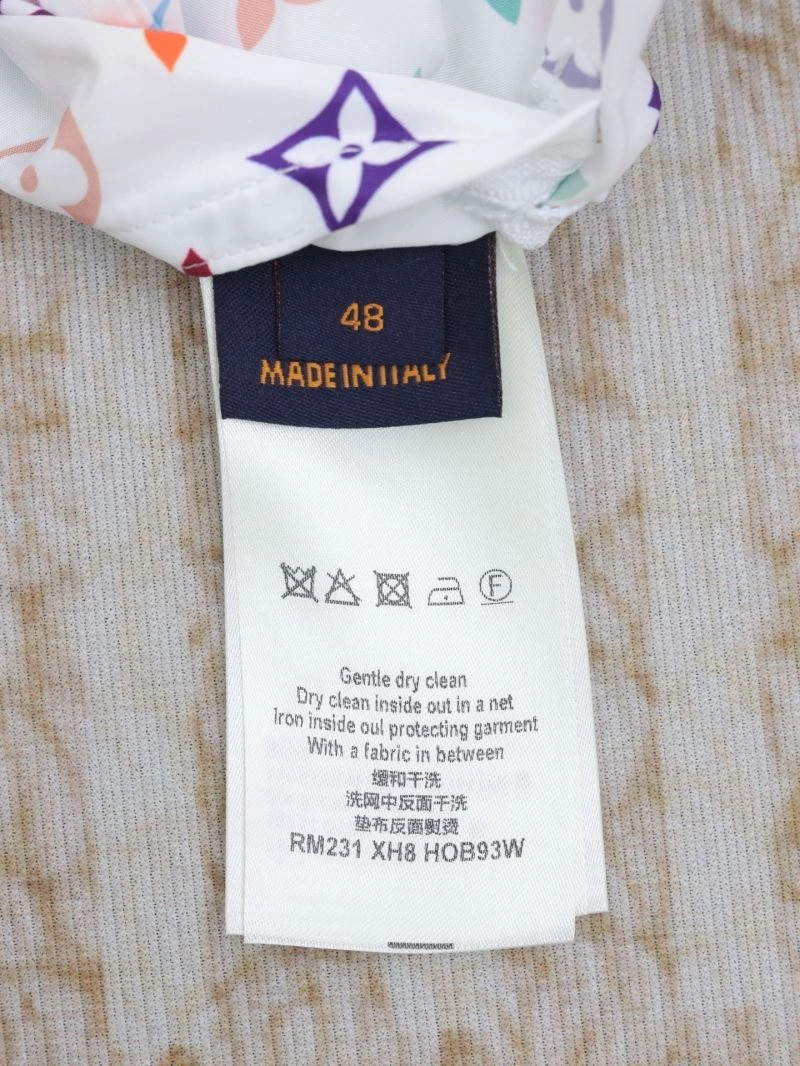 48
MADE IN ITALY
F
Gentle dry clean
Dry clean inside out in a net
Iron inside oul protecting garment
With a fabric in between
缓和干洗
洗网中反面干洗
垫布反面熨烫
RM231 XH8 HOB93W